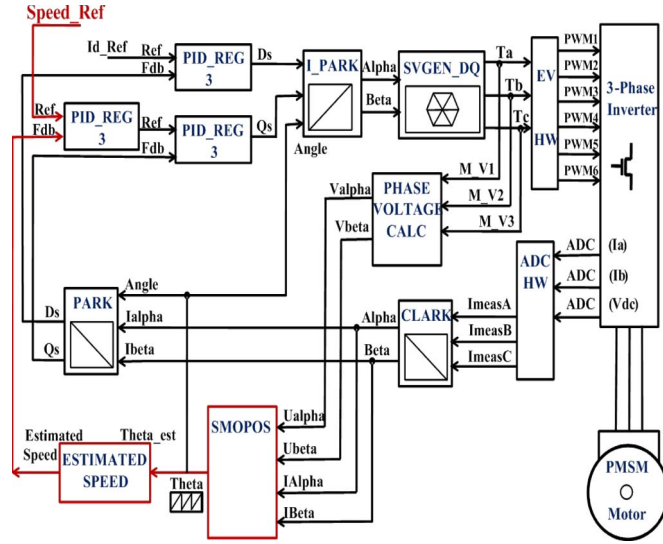 Speed_Ref
Id_Ref
Ref
Fdb
PID_REG
3
Ds
I_PARK
Alpha
Beta
Angle
SVGEN_DQ
Ta
Tb
Tc
EV
HW
PWM1
PWM2
PWM3
PWM4
PWM5
PWM6
3-Phase
Inverter
Ref
Fdb
PID_REG
3
Ref
Fdb
PID_REG
3
Qs
M_V1
M_V2
M_V3
PHASE
VOLTAGE
CALC
Valpha
Vbeta
ADC
HW
ADC
(Ia)
ADC
(Ib)
ADC
(Vdc)
Ds
Qs
PARK
Angle
Ialpha
Ibeta
Alpha
Beta
CLARK
ImeasA
ImeasB
ImeasC
Estimated
Speed
ESTIMATED
SPEED
Theta_est
Theta
SMOPOS
Ualpha
Ubeta
IAlpha
IBeta
PMSM
Motor